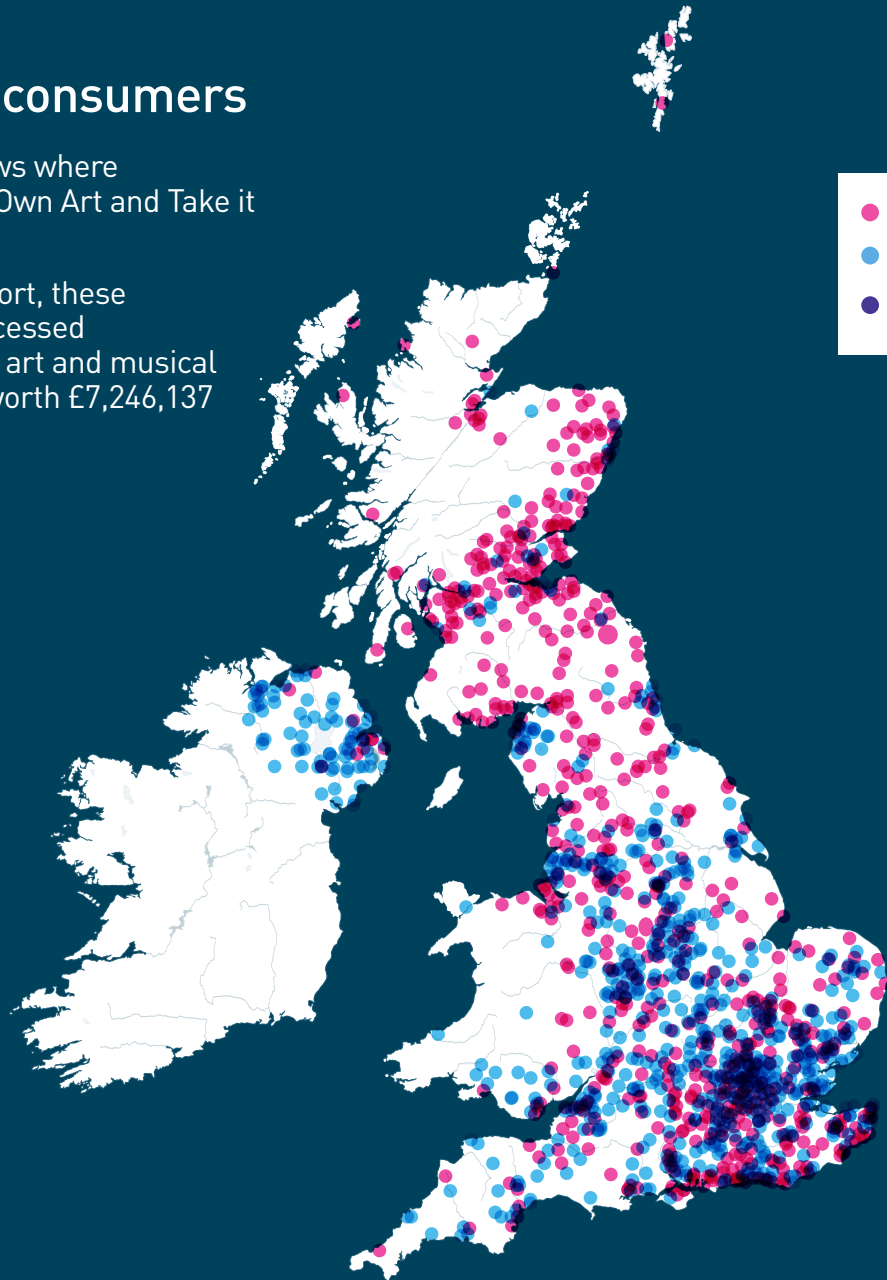 consumers
ws where
Own Art and Take it
ort, these
cessed
art and musical
worth £7,246,137